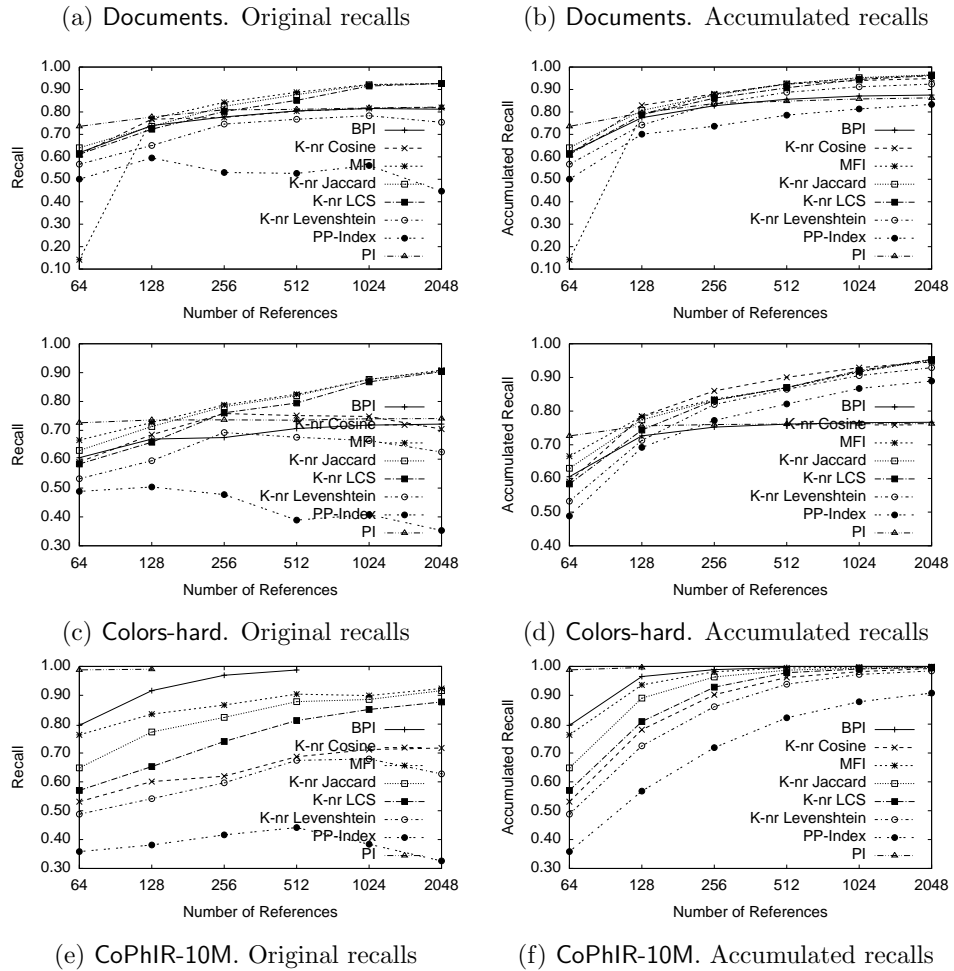 (a) Documents. Original recalls
(b) Documents. Accumulated recalls
1.00
0.90
0.80
0.70
0.60
0.50
0.40
0.30
0.20
0.10
Recall
64 128 256 512 1024 2048
Number of References
BPI
K-nr Cosine
MFI
K-nr Jaccard
K-nr LCS
K-nr Levenshtein
PP-Index
PI
1.00
0.90
0.80
0.70
0.60
0.50
0.40
0.30
0.20
0.10
Accumulated Recall
64 128 256 512 1024 2048
Number of References
BPI
K-nr Cosine
MFI
K-nr Jaccard
K-nr LCS
K-nr Levenshtein
PP-Index
PI
1.00
0.90
0.80
0.70
0.60
0.50
0.40
0.30
Recall
64 128 256 512 1024 2048
Number of References
BPI
K-nr Cosine
MFI
K-nr Jaccard
K-nr LCS
K-nr Levenshtein
PP-Index
PI
1.00
0.90
0.80
0.70
0.60
0.50
0.40
Accumulated Recall
64 128 256 512 1024 2048
Number of References
BPI
K-nr Cosine
MFI
K-nr Jaccard
K-nr LCS
K-nr Levenshtein
PP-Index
PI
(c) Colors-hard. Original recalls
(d) Colors-hard. Accumulated recalls
1.00
0.90
0.80
0.70
0.60
0.50
0.40
0.30
Recall
64 128 256 512 1024 2048
Number of References
BPI
K-nr Cosine
MFI
K-nr Jaccard
K-nr LCS
K-nr Levenshtein
PP-Index
PI
1.00
0.90
0.80
0.70
0.60
0.50
0.40
0.30
Accumulated Recall
64 128 256 512 1024 2048
Number of References
BPI
K-nr Cosine
MFI
K-nr Jaccard
K-nr LCS
K-nr Levenshtein
PP-Index
PI
(e) CoPhIR-10M. Original recalls
(f) CoPhIR-10M. Accumulated recalls